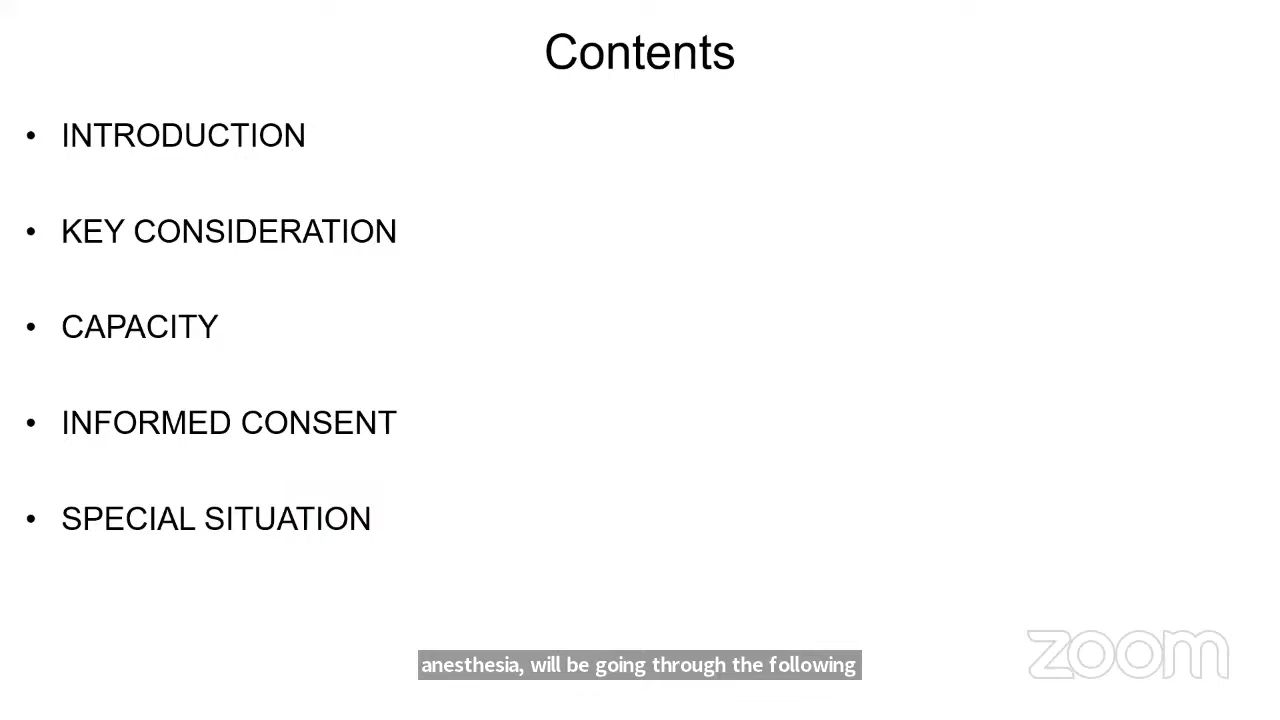 Contents
• INTRODUCTION
• KEY CONSIDERATION
• CAPACITY
• INFORMED CONSENT
• SPECIAL SITUATION
anesthesia, will be going through the following
zoom